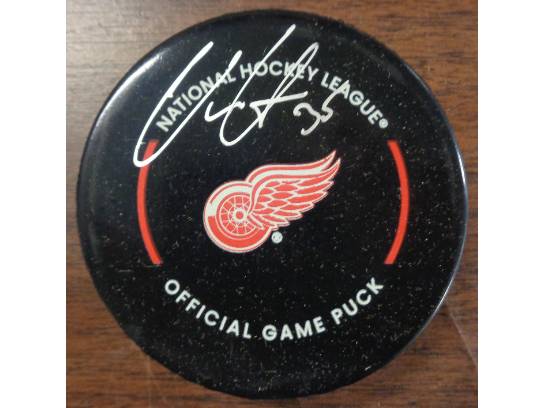 NATIONAL HOCKEY LEAGUE®
35
®
OFFICIAL GAME PUCK